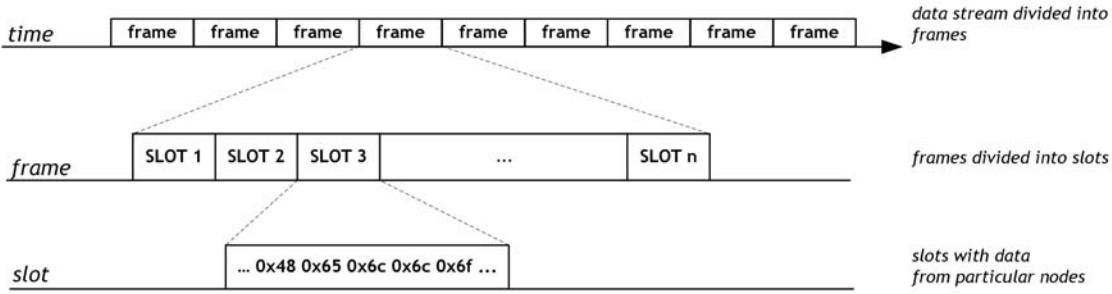 time frame frame frame frame frame frame frame frame frame data stream divided into
frames
frame SLOT 1 SLOT 2 SLOT 3 ... SLOT n frames divided into slots
slot ... 0x48 0x65 0x6c 0x6c 0x6f ... slots with data
from particular nodes